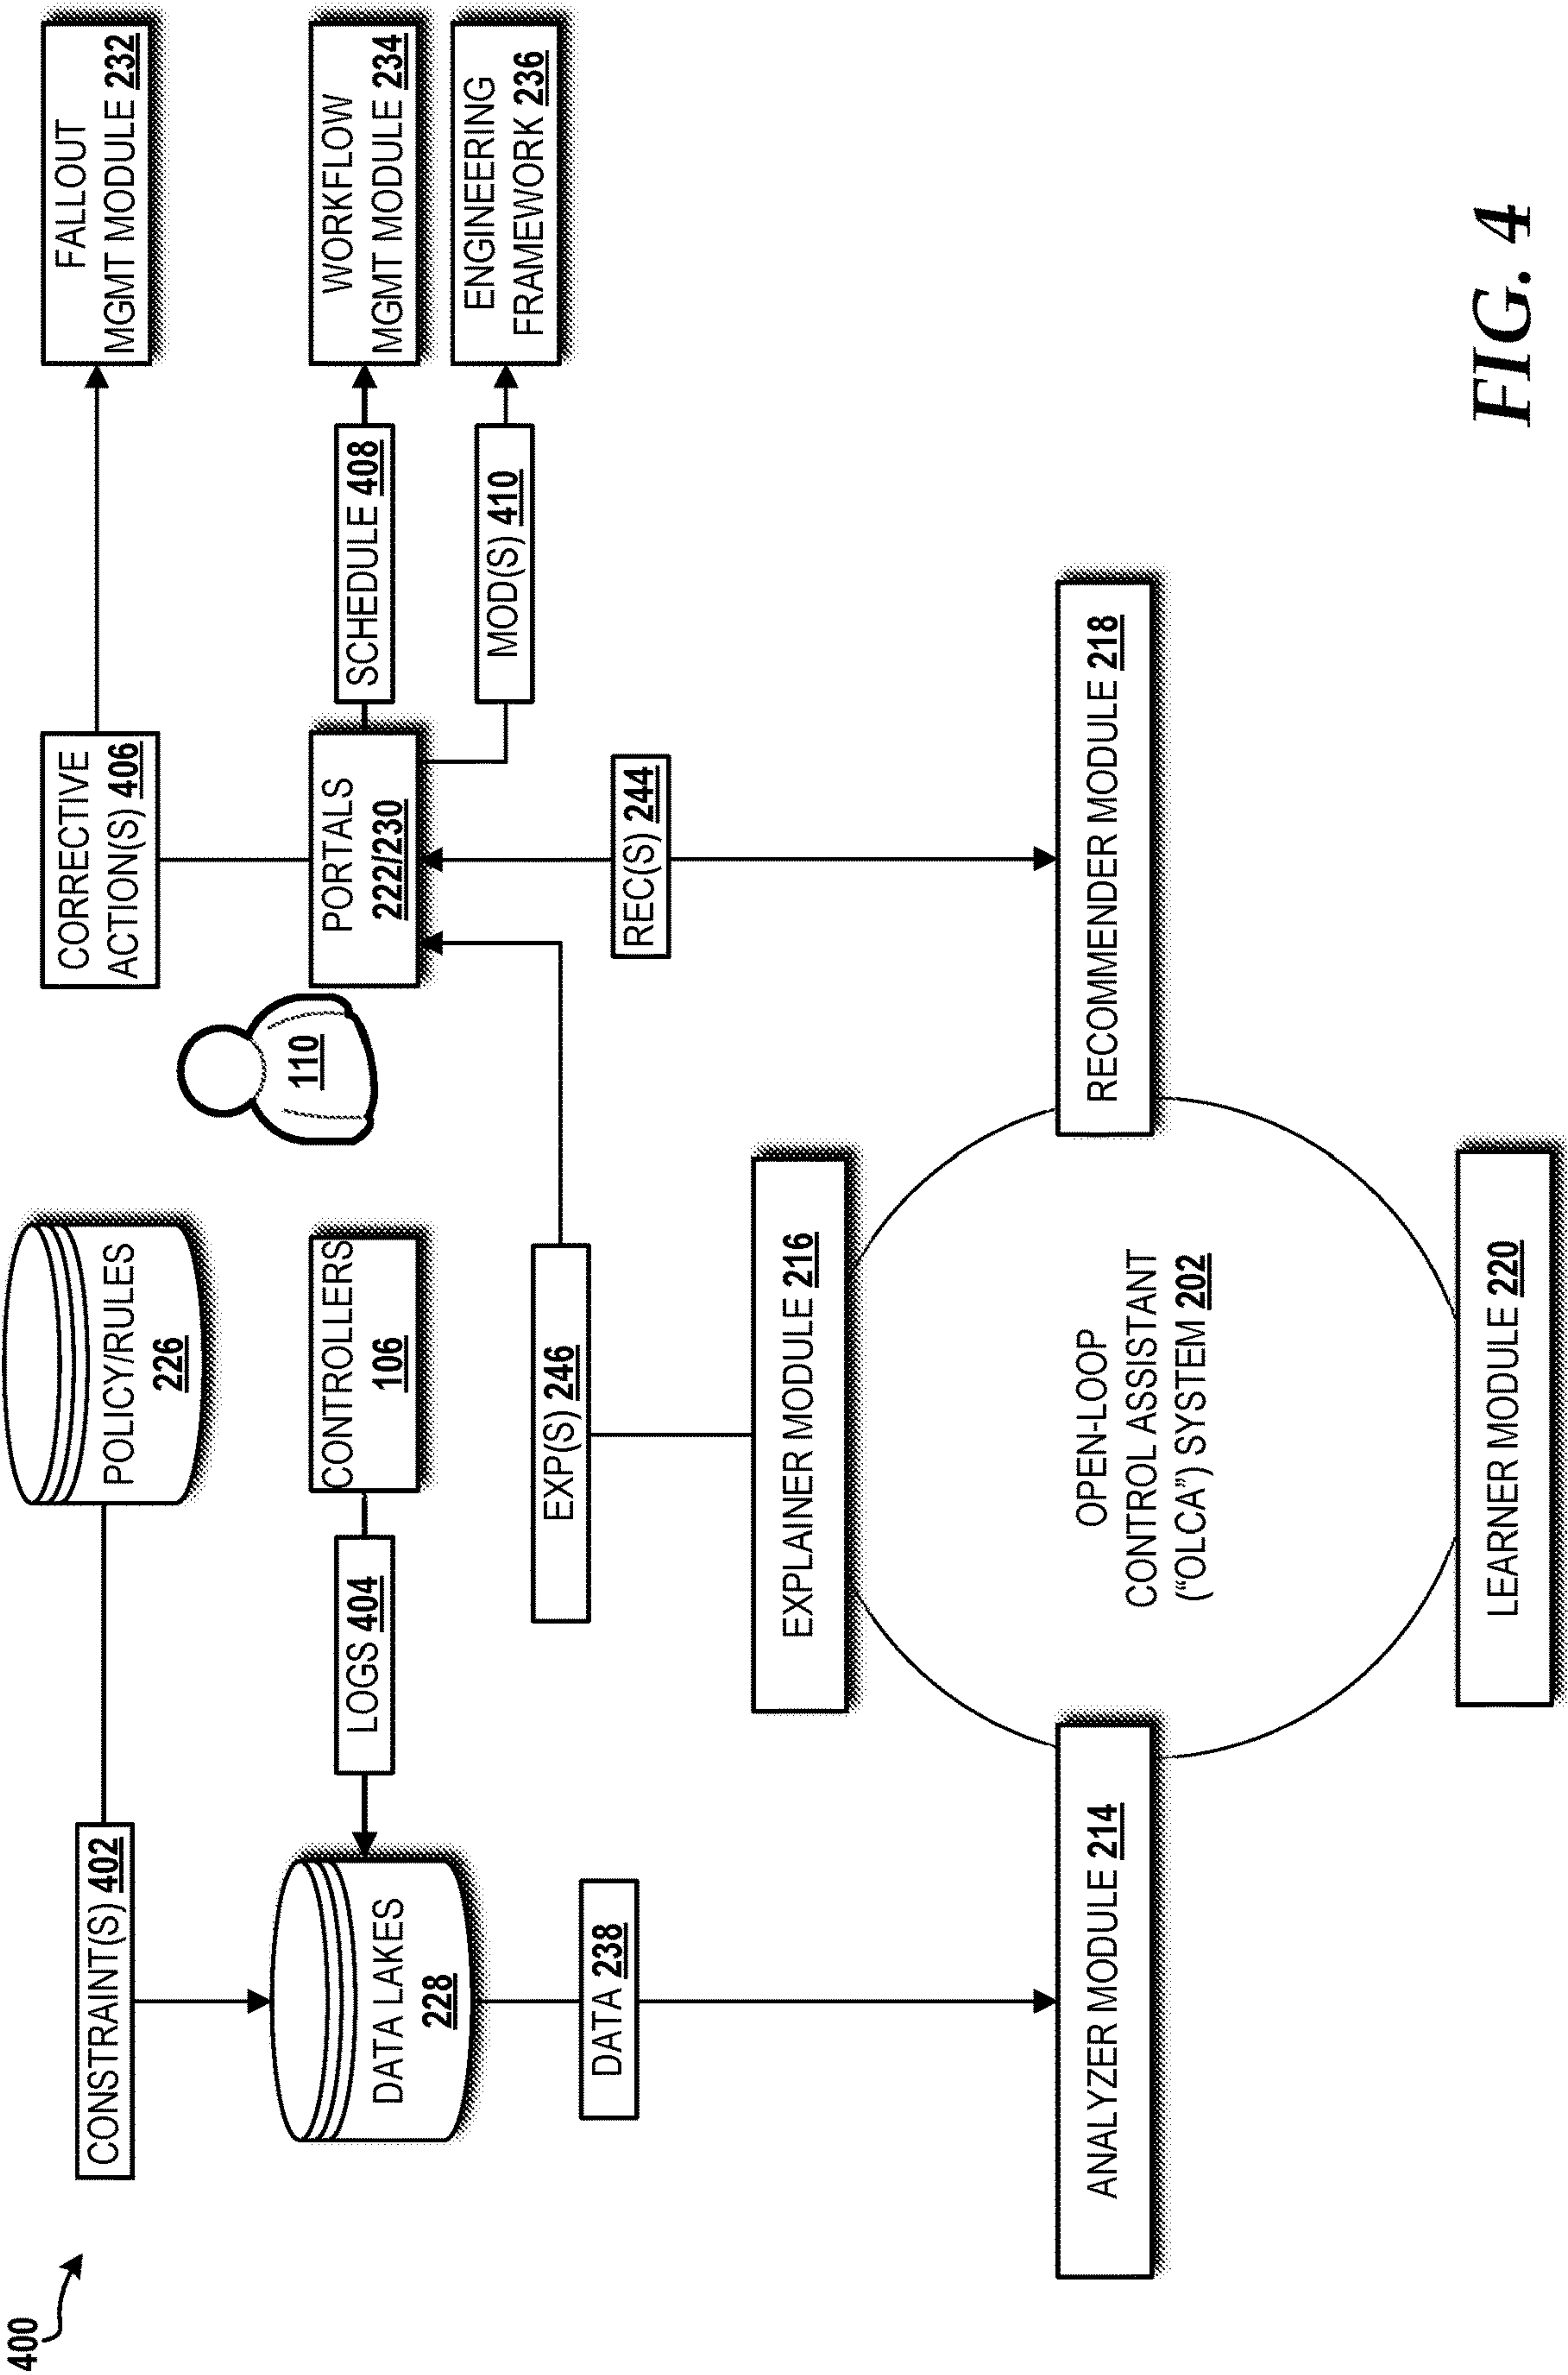 400
CONSTRAINT(S) 402
POLICY/RULES
226
CORRECTIVE
ACTION(S) 406
FALLOUT
MGMT MODULE 232
110
DATA LAKES
228
LOGS 404
CONTROLLERS
106
PORTALS
222/230
SCHEDULE 408
WORKFLOW
MGMT MODULE 234
MOD(S) 410
ENGINEERING
FRAMEWORK 236
DATA 238
EXP(S) 246
REC(S) 244
EXPLAINER MODULE 216
ANALYZER MODULE 214
OPEN-LOOP
CONTROL ASSISTANT
(“OLCA”) SYSTEM 202
RECOMMENDER MODULE 218
LEARNER MODULE 220
FIG. 4